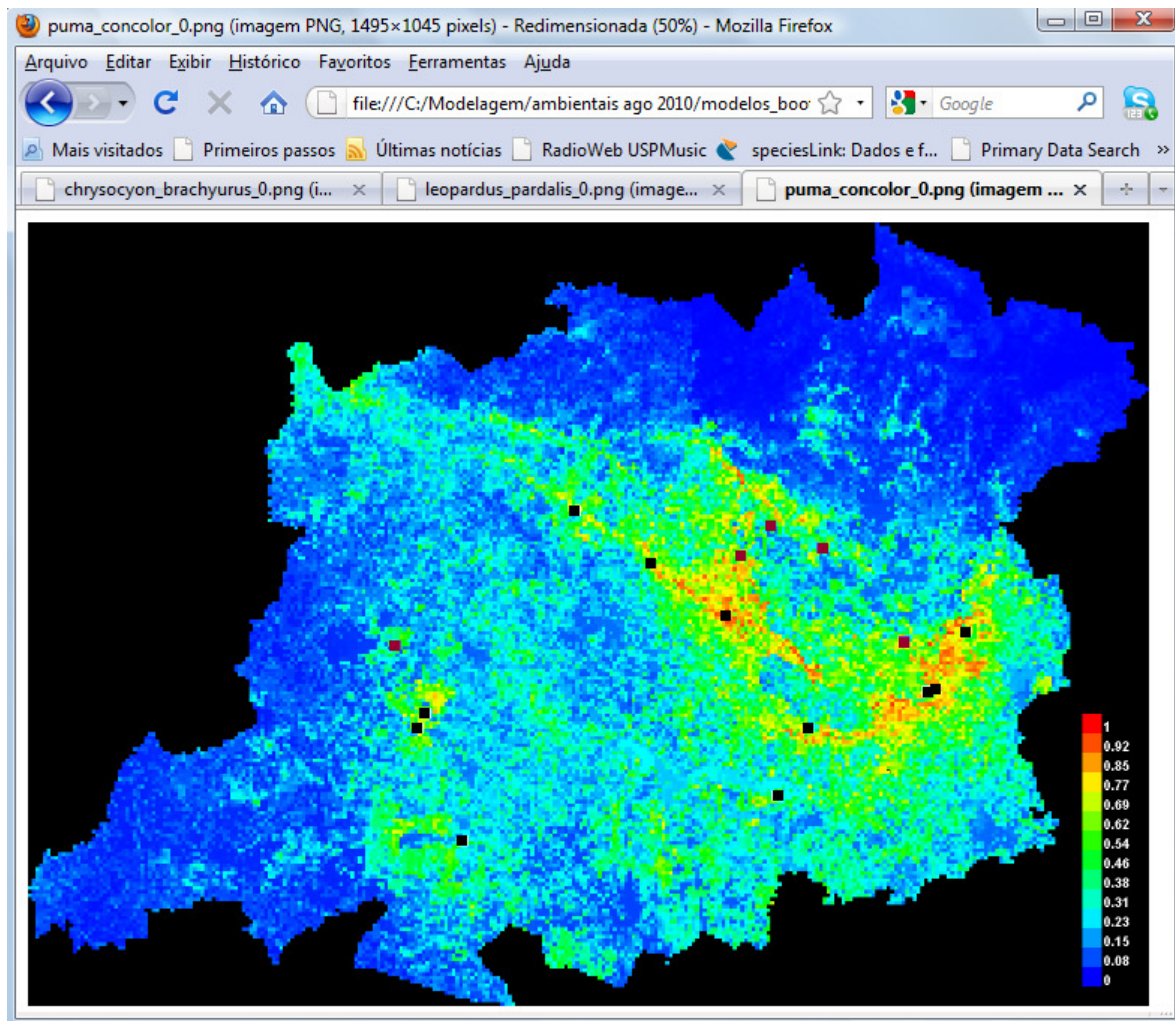 puma_concolor_0.png (imagem PNG, 1495×1045 pixels) - Redimensionada (50%) - Mozilla Firefox
Arquivo Editar Exibir Histórico Favoritos Ferramentas Ajuda
file:///C:/Modelagem/ambientais ago 2010/modelos_boo Google
Mais visitados Primeiros passos Últimas notícias RadioWeb USPMusic speciesLink: Dados e f... Primary Data Search »
chrysocyon_brachyurus_0.png (i... leopardus_pardalis_0.png (image... puma_concolor_0.png (imagem ...
1
0.92
0.85
0.77
0.69
0.62
0.54
0.46
0.38
0.31
0.23
0.15
0.08
0